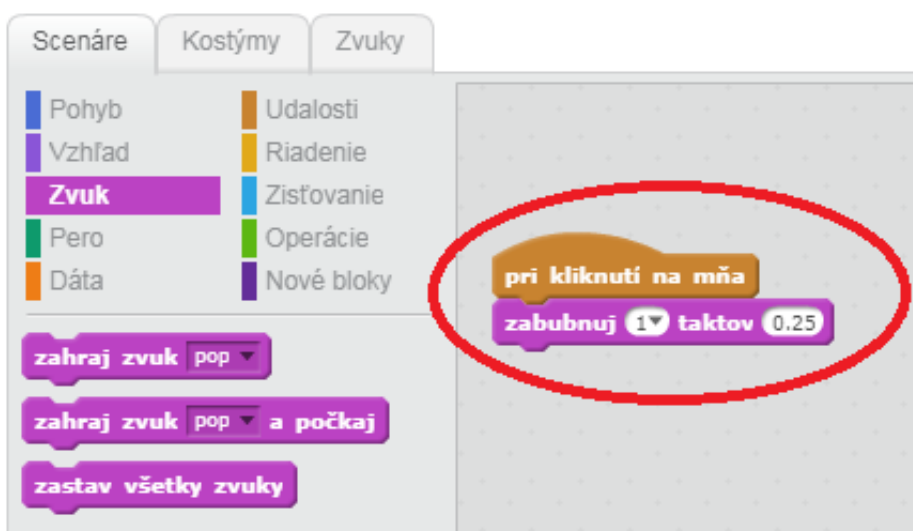 Scenáre Kostýmy Zvuky
Pohyb Udalosti
Vzhľad Riadenie
Zvuk Zisťovanie
Pero Operácie
Dáta Nové bloky
zahraj zvuk pop
zahraj zvuk pop a počkaj
zastav všetky zvuky
pri kliknutí na mňa
zabubnuj 1 taktov 0.25